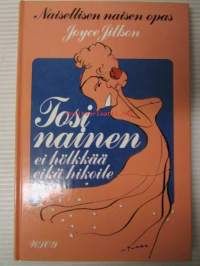 Naisellisen naisen opas
Joyce Jillson
Tosi
nainen
ei hölkkää
eikä hikoile
WSOY